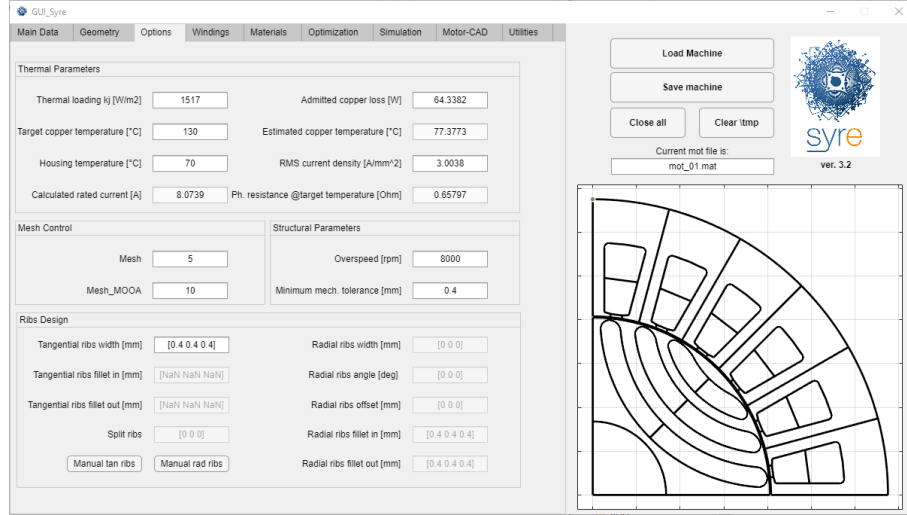 GUI_Syre
Main Data Geometry Options Windings Materials Optimization Simulation Motor-CAD Utilities
Thermal Parameters
Thermal loading kj [W/m2] 1517 Admitted copper loss [W] 64.3382
Target copper temperature [°C] 130 Estimated copper temperature [°C] 77.3773
Housing temperature [°C] 70 RMS current density [A/mm^2] 3.0038
Calculated rated current [A] 8.0739 Ph. resistance @target temperature [Ohm] 0.65797
Mesh Control Structural Parameters
Mesh 5 Overspeed [rpm] 8000
Mesh_MOOA 10 Minimum mech. tolerance [mm] 0.4
Ribs Design
Tangential ribs width [mm] [0.4 0.4 0.4] Radial ribs width [mm] [0 0 0]
Tangential ribs fillet in [mm] [NaN NaN NaN] Radial ribs angle [deg] [0 0 0]
Tangential ribs fillet out [mm] [NaN NaN NaN] Radial ribs offset [mm] [0 0 0]
Split ribs [0 0 0] Radial ribs fillet in [mm] [0.4 0.4 0.4]
Manual tan ribs Manual rad ribs Radial ribs fillet out [mm] [0.4 0.4 0.4]
Load Machine
Save machine
Close all Clear \tmp
Current mot file is:
mot_01.mat
syre
ver. 3.2